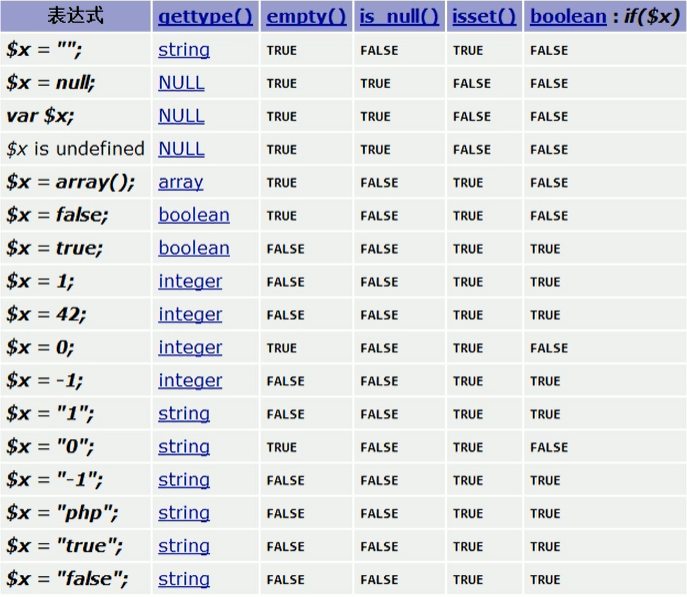 表达式 gettype() empty() is_null() isset() boolean : if($x)
$x = ""; string TRUE FALSE TRUE FALSE
$x = null; NULL TRUE TRUE FALSE FALSE
var $x; NULL TRUE TRUE FALSE FALSE
$x is undefined NULL TRUE TRUE FALSE FALSE
$x = array(); array TRUE FALSE TRUE FALSE
$x = false; boolean TRUE FALSE TRUE FALSE
$x = true; boolean FALSE FALSE TRUE TRUE
$x = 1; integer FALSE FALSE TRUE TRUE
$x = 42; integer FALSE FALSE TRUE TRUE
$x = 0; integer TRUE FALSE TRUE FALSE
$x = -1; integer FALSE FALSE TRUE TRUE
$x = "1"; string FALSE FALSE TRUE TRUE
$x = "0"; string TRUE FALSE TRUE FALSE
$x = "-1"; string FALSE FALSE TRUE TRUE
$x = "php"; string FALSE FALSE TRUE TRUE
$x = "true"; string FALSE FALSE TRUE TRUE
$x = "false"; string FALSE FALSE TRUE TRUE